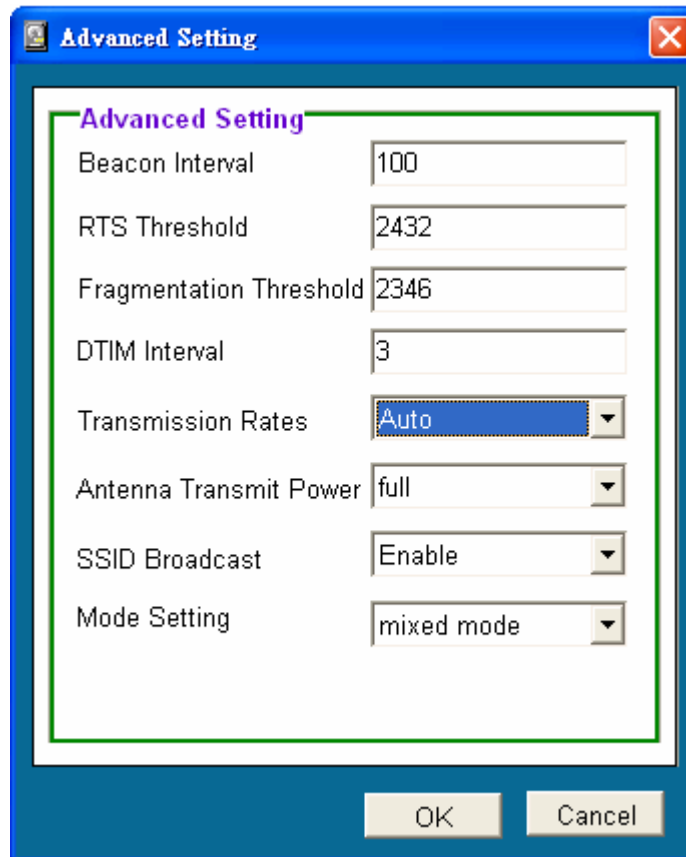 Advanced Setting
Advanced Setting
Beacon Interval 100
RTS Threshold 2432
Fragmentation Threshold 2346
DTIM Interval 3
Transmission Rates Auto
Antenna Transmit Power full
SSID Broadcast Enable
Mode Setting mixed mode
OK Cancel